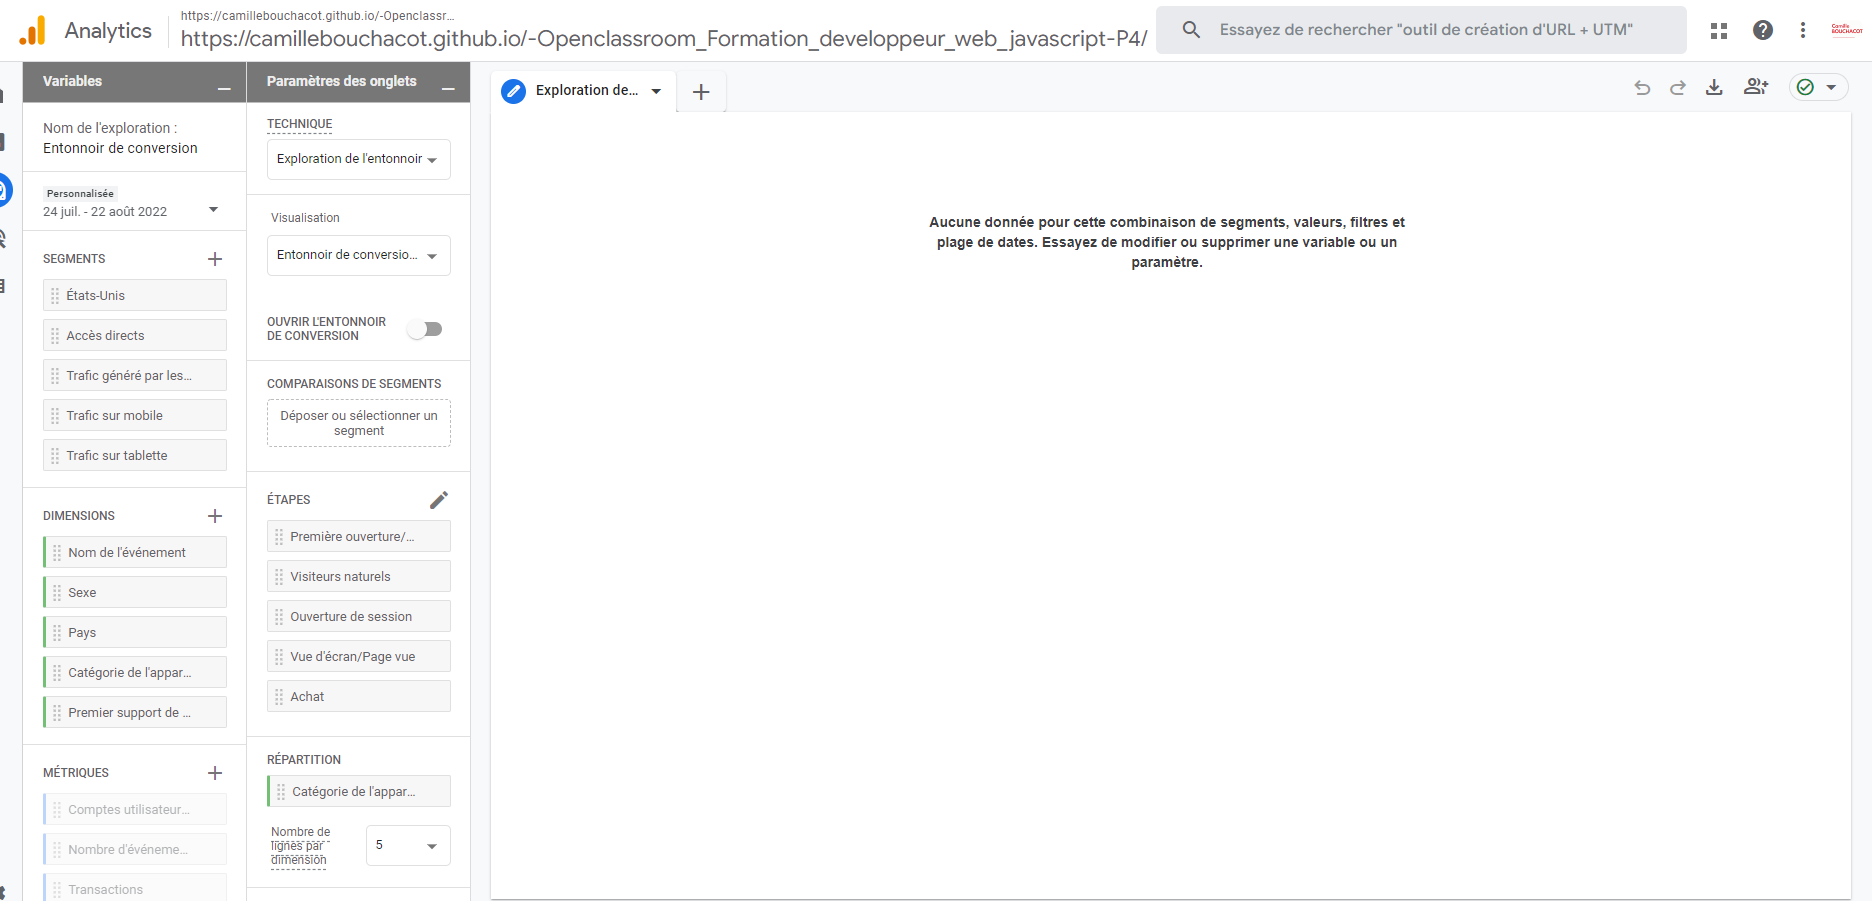 Analytics
https://camillebouchacot.github.io/-Openclassr...
https://camillebouchacot.github.io/-Openclassroom_Formation_developpeur_web_javascript-P4/
Essayez de rechercher "outil de création d'URL + UTM"
Camille
BOUCHACOT
Variables
Nom de l'exploration :
Entonnoir de conversion
Personnalisée
24 juil. - 22 août 2022
SEGMENTS
États-Unis
Accès directs
Trafic généré par les...
Trafic sur mobile
Trafic sur tablette
DIMENSIONS
Nom de l'événement
Sexe
Pays
Catégorie de l'appar...
Premier support de ...
MÉTRIQUES
Comptes utilisateur...
Nombre d'événeme...
Transactions
Paramètres des onglets
TECHNIQUE
Exploration de l'entonnoir
Visualisation
Entonnoir de conversio...
OUVRIR L'ENTONNOIR
DE CONVERSION
COMPARAISONS DE SEGMENTS
Déposer ou sélectionner un
segment
ÉTAPES
Première ouverture/...
Visiteurs naturels
Ouverture de session
Vue d'écran/Page vue
Achat
RÉPARTITION
Catégorie de l'appar...
Nombre de
lignes par
dimension
5
Exploration de...
Aucune donnée pour cette combinaison de segments, valeurs, filtres et
plage de dates. Essayez de modifier ou supprimer une variable ou un
paramètre.